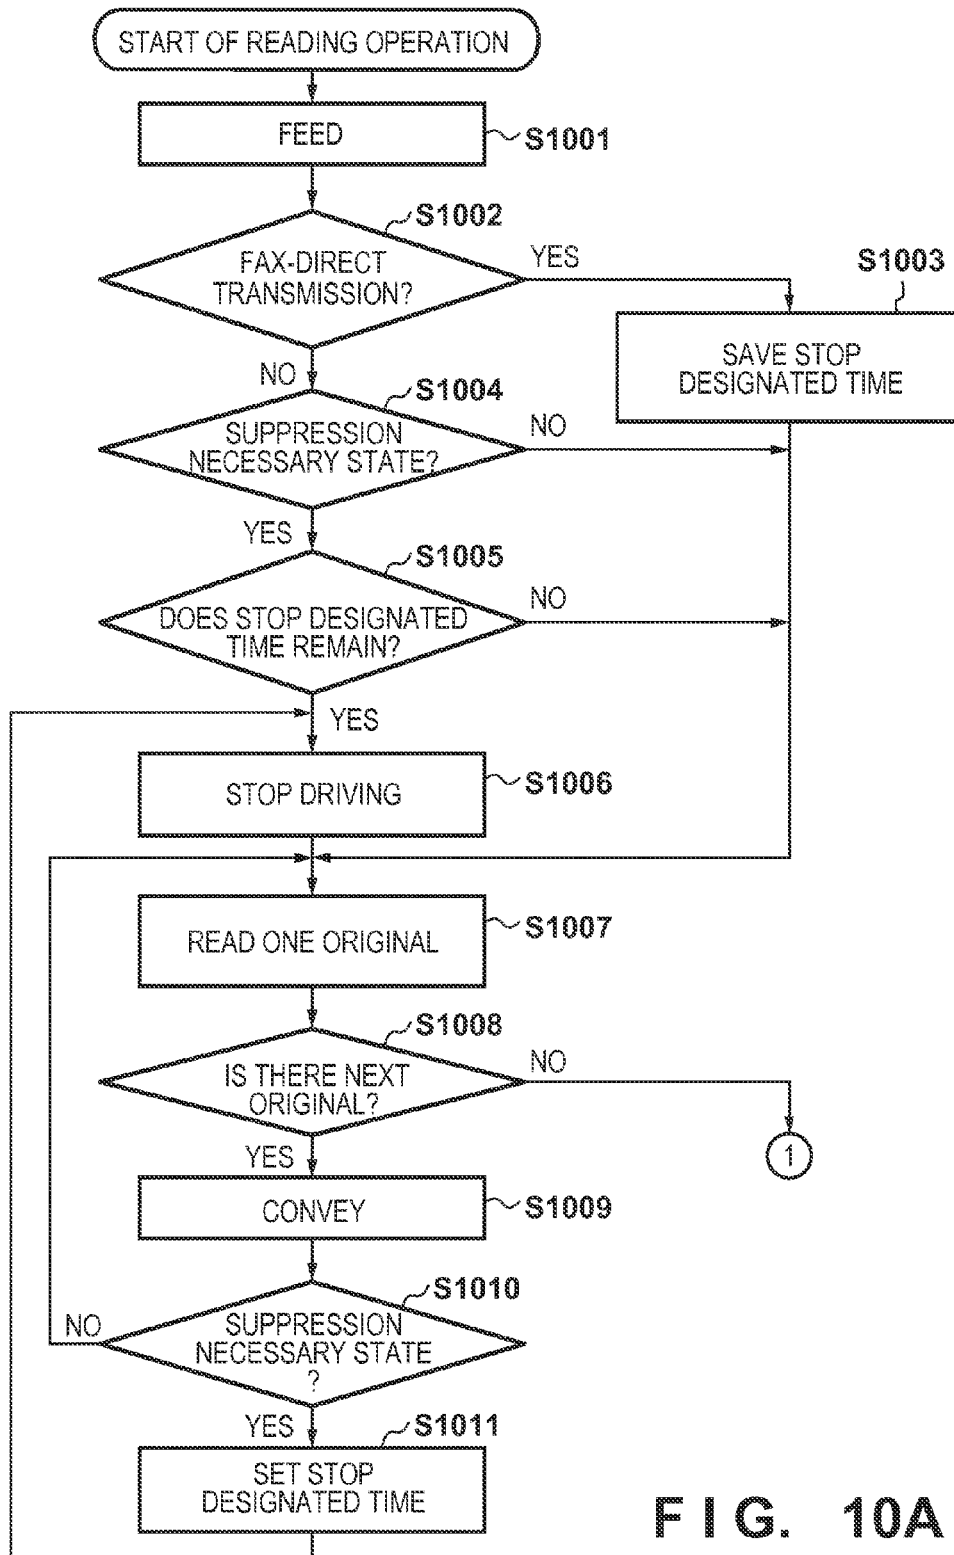 START OF READING OPERATION
FEED
S1001
S1002
FAX-DIRECT
TRANSMISSION?
YES
S1003
SAVE STOP
DESIGNATED TIME
NO
S1004
SUPPRESSION
NECESSARY STATE?
NO
YES
S1005
DOES STOP DESIGNATED
TIME REMAIN?
NO
YES
STOP DRIVING
S1006
READ ONE ORIGINAL
S1007
S1008
IS THERE NEXT
ORIGINAL?
NO
1
YES
CONVEY
S1009
S1010
SUPPRESSION
NECESSARY STATE
?
NO
YES
S1011
SET STOP
DESIGNATED TIME
FIG. 10A